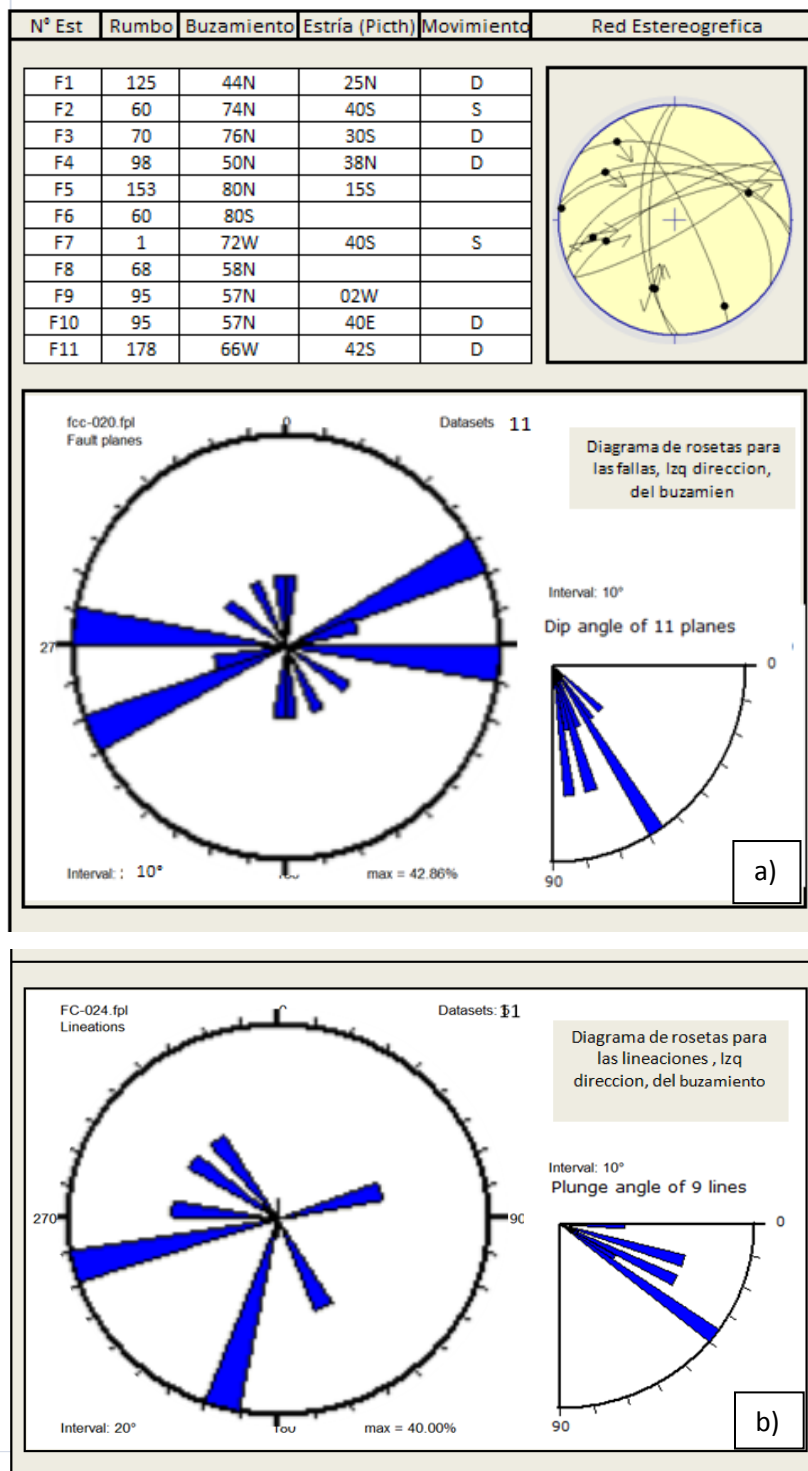 N° Est Rumbo Buzamiento Estría (Picth) Movimiento Red Estereogrefica
F1 125 44N 25N D
F2 60 74N 40S S
F3 70 76N 30S D
F4 98 50N 38N D
F5 153 80N 15S
F6 60 80S
F7 1 72W 40S S
F8 68 58N
F9 95 57N 02W
F10 95 57N 40E D
F11 178 66W 42S D
fcc-020.fpl
Fault planes
0
Datasets 11
Diagrama de rosetas para
las fallas, Izq direccion,
del buzamien
27
Interval: 10°
Dip angle of 11 planes
0
90
Interval: : 10°
max = 42.86%
a)
FC-024.fpl
Lineations
Datasets: 11
Diagrama de rosetas para
las lineaciones , Izq
direccion, del buzamiento
270
90
Interval: 10°
Plunge angle of 9 lines
0
90
Interval: 20°
max = 40.00%
b)